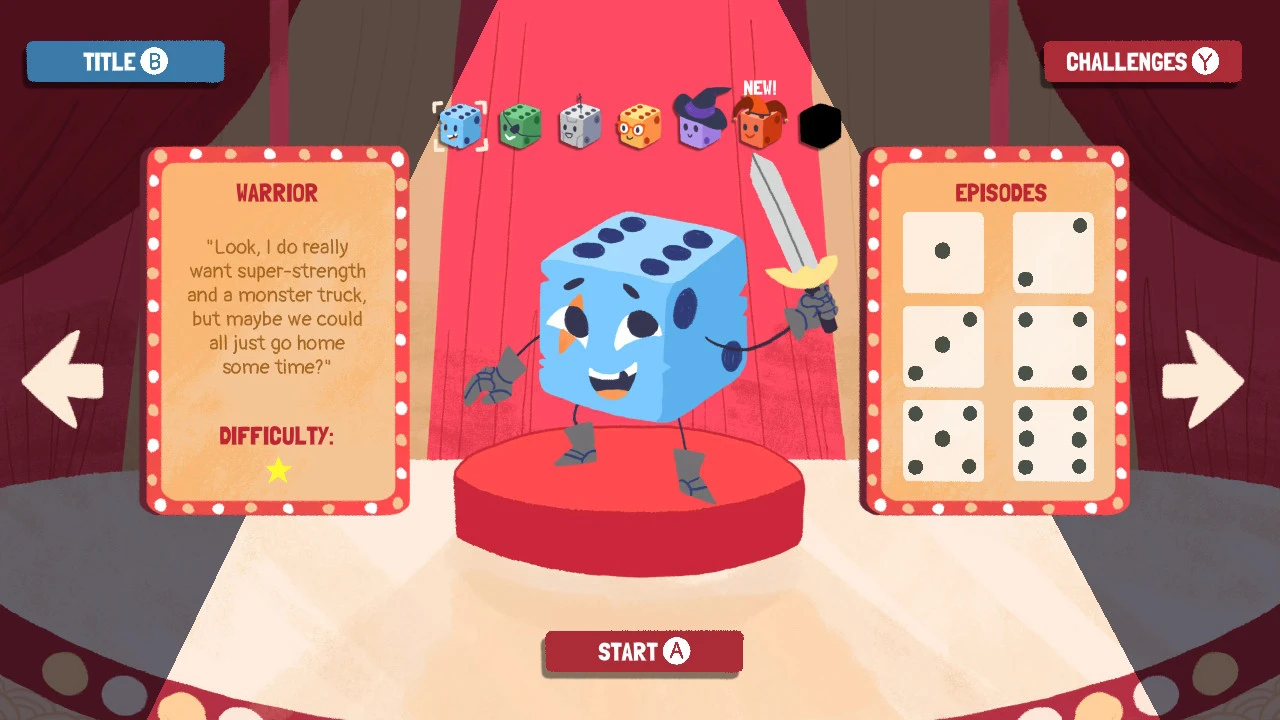 TITLE B
CHALLENGES Y
NEW!
WARRIOR
"Look, I do really
want super-strength
and a monster truck,
but maybe we could
all just go home
some time?"
DIFFICULTY:
EPISODES
START A